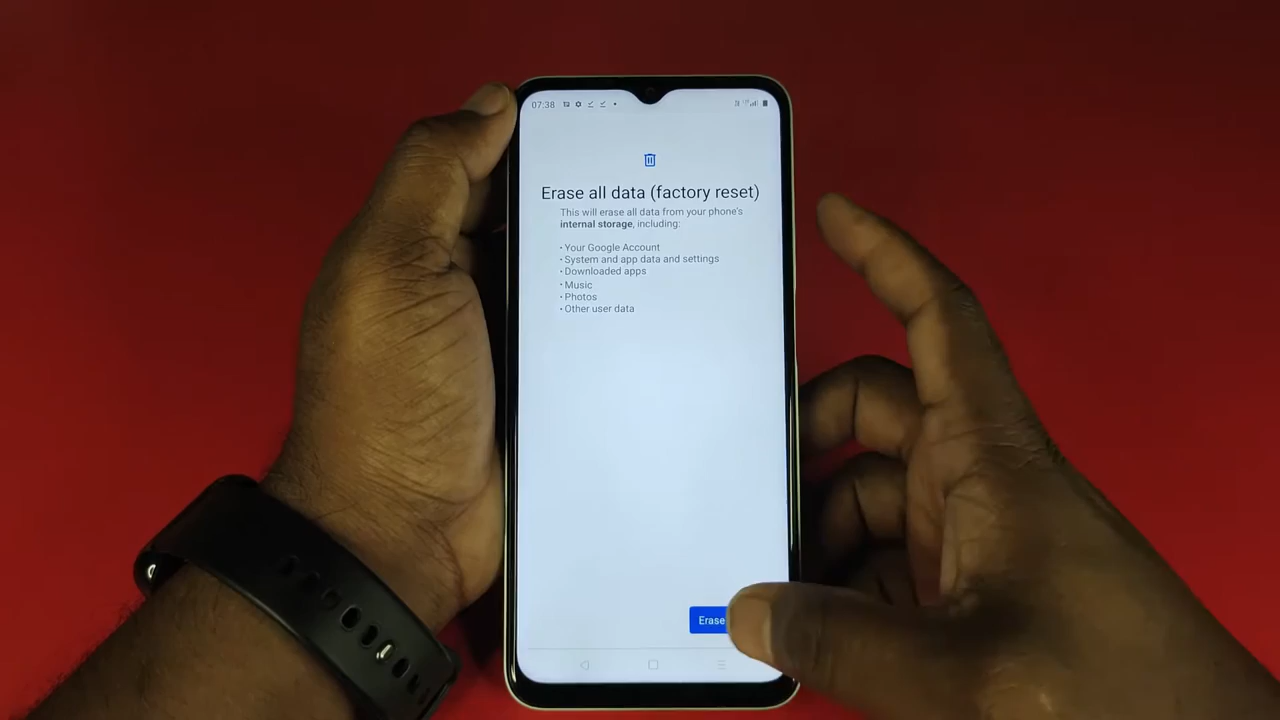 07:38
Erase all data (factory reset)
This will erase all data from your phone's
internal storage, including:
• Your Google Account
• System and app data and settings
• Downloaded apps
• Music
• Photos
• Other user data
Erase